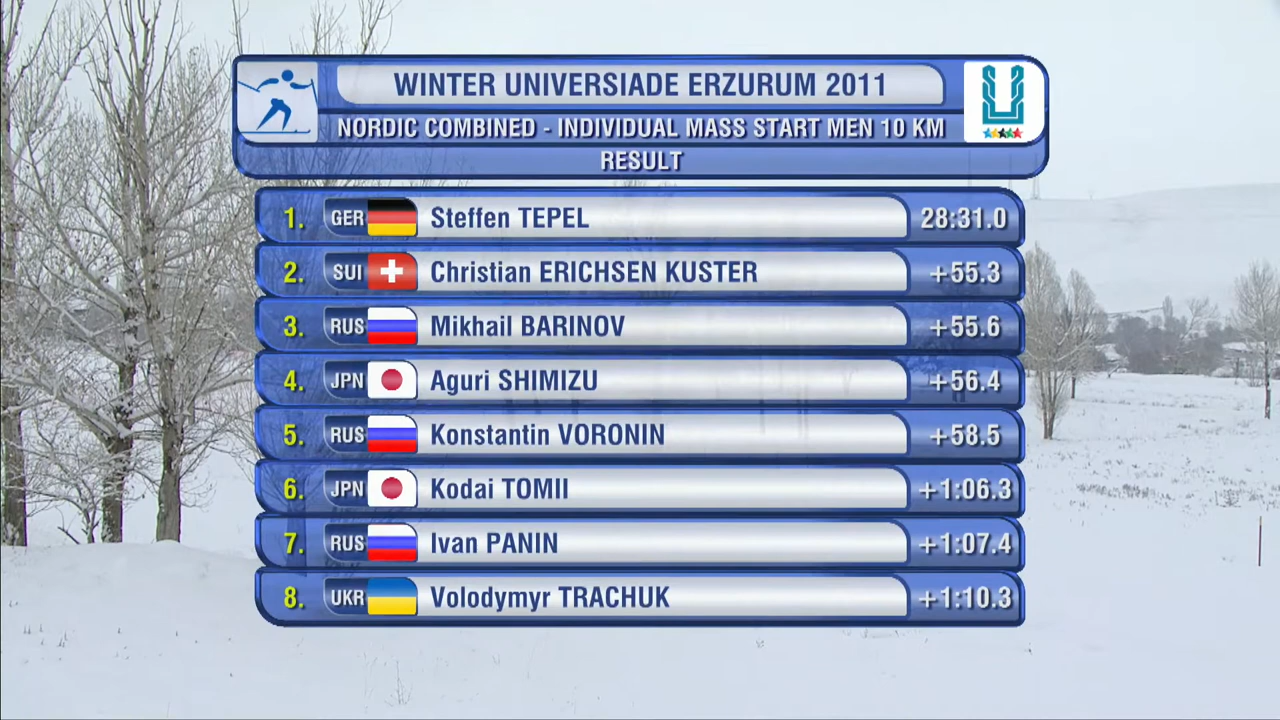 WINTER UNIVERSIADE ERZURUM 2011
NORDIC COMBINED - INDIVIDUAL MASS START MEN 10 KM
RESULT
1. GER Steffen TEPEL 28:31.0
2. SUI Christian ERICHSEN KUSTER +55.3
3. RUS Mikhail BARINOV +55.6
4. JPN Aguri SHIMIZU +56.4
5. RUS Konstantin VORONIN +58.5
6. JPN Kodai TOMII +1:06.3
7. RUS Ivan PANIN +1:07.4
8. UKR Volodymyr TRACHUK +1:10.3